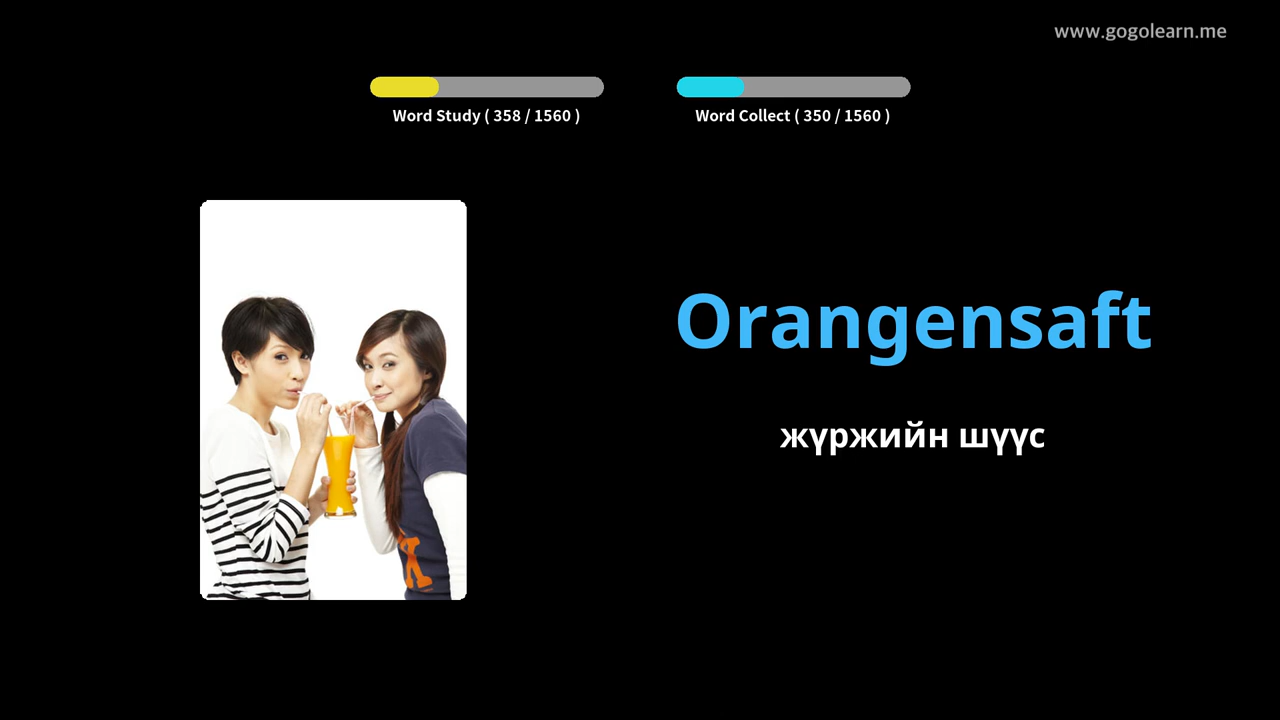 www.gogolearn.me
Word Study ( 358 / 1560 )
Word Collect ( 350 / 1560 )
Orangensaft
жүржийн шүүс